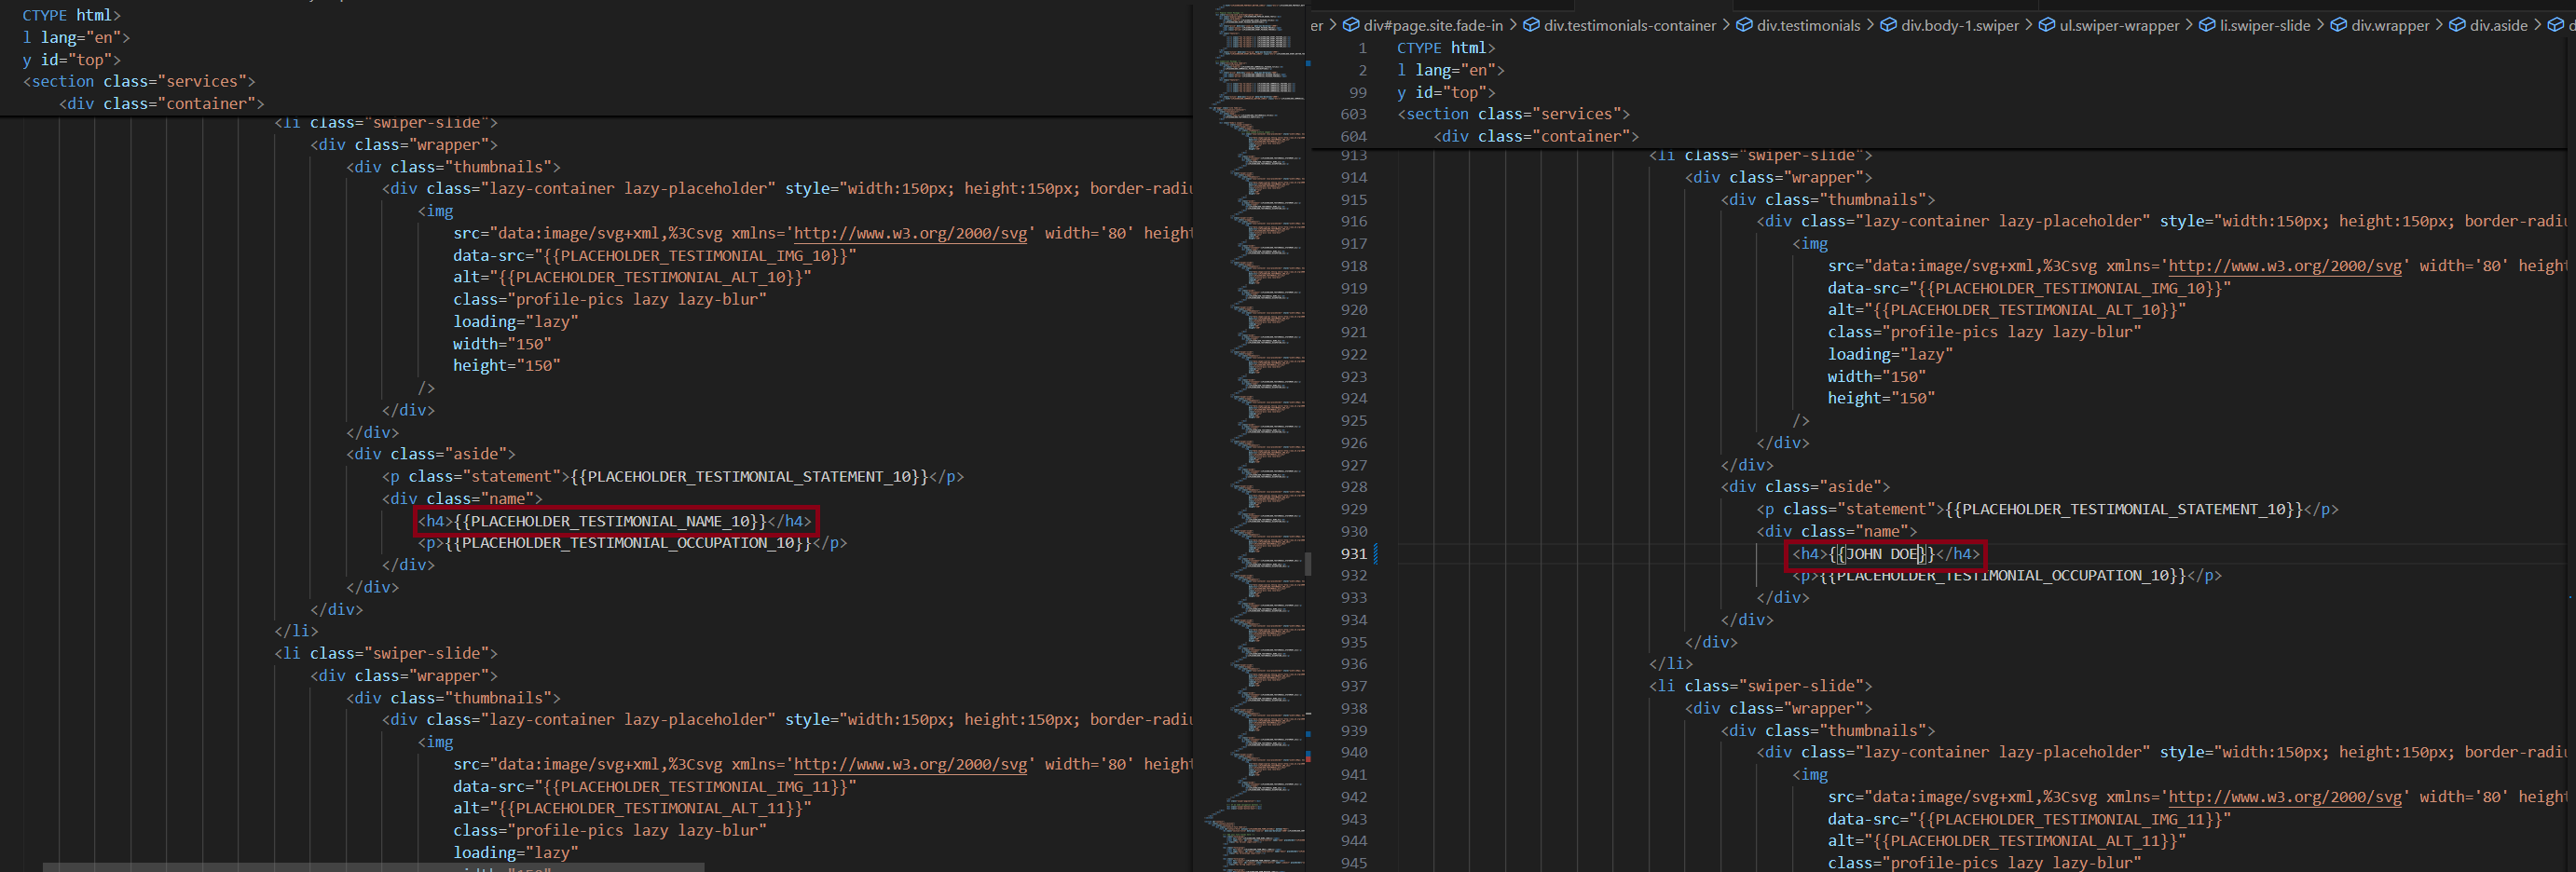 CTYPE html>
l lang="en">
y id="top">
<section class="services">
<div class="container">
<li class="swiper-slide">
<div class="wrapper">
<div class="thumbnails">
<div class="lazy-container lazy-placeholder" style="width:150px; height:150px; border-radiu
<img
src="data:image/svg+xml,%3Csvg xmlns='http://www.w3.org/2000/svg' width='80' heigh
data-src="{{PLACEHOLDER_TESTIMONIAL_IMG_10}}"
alt="{{PLACEHOLDER_TESTIMONIAL_ALT_10}}"
class="profile-pics lazy lazy-blur"
loading="lazy"
width="150"
height="150"
/>
</div>
</div>
<div class="aside">
<p class="statement">{{PLACEHOLDER_TESTIMONIAL_STATEMENT_10}}</p>
<div class="name">
<h4>{{PLACEHOLDER_TESTIMONIAL_NAME_10}}</h4>
<p>{{PLACEHOLDER_TESTIMONIAL_OCCUPATION_10}}</p>
</div>
</div>
</div>
</li>
<li class="swiper-slide">
<div class="wrapper">
<div class="thumbnails">
<div class="lazy-container lazy-placeholder" style="width:150px; height:150px; border-radiu
<img
src="data:image/svg+xml,%3Csvg xmlns='http://www.w3.org/2000/svg' width='80' heigh
data-src="{{PLACEHOLDER_TESTIMONIAL_IMG_11}}"
alt="{{PLACEHOLDER_TESTIMONIAL_ALT_11}}"
class="profile-pics lazy lazy-blur"
loading="lazy"
er > div#page.site.fade-in > div.testimonials-container > div.testimonials > div.body-1.swiper > ul.swiper-wrapper > li.swiper-slide > div.wrapper > div.aside > d
1 CTYPE html>
2 l lang="en">
99 y id="top">
603 <section class="services">
604 <div class="container">
913 <li class="swiper-slide">
914 <div class="wrapper">
915 <div class="thumbnails">
916 <div class="lazy-container lazy-placeholder" style="width:150px; height:150px; border-radiu
917 <img
918 src="data:image/svg+xml,%3Csvg xmlns='http://www.w3.org/2000/svg' width='80' heigh
919 data-src="{{PLACEHOLDER_TESTIMONIAL_IMG_10}}"
920 alt="{{PLACEHOLDER_TESTIMONIAL_ALT_10}}"
921 class="profile-pics lazy lazy-blur"
922 loading="lazy"
923 width="150"
924 height="150"
925 />
926 </div>
927 </div>
928 <div class="aside">
929 <p class="statement">{{PLACEHOLDER_TESTIMONIAL_STATEMENT_10}}</p>
930 <div class="name">
931 <h4>{{JOHN DOE}}</h4>
932 <p>{{PLACEHOLDER_TESTIMONIAL_OCCUPATION_10}}</p>
933 </div>
934 </div>
935 </div>
936 </li>
937 <li class="swiper-slide">
938 <div class="wrapper">
939 <div class="thumbnails">
940 <div class="lazy-container lazy-placeholder" style="width:150px; height:150px; border-radiu
941 <img
942 src="data:image/svg+xml,%3Csvg xmlns='http://www.w3.org/2000/svg' width='80' heigh
943 data-src="{{PLACEHOLDER_TESTIMONIAL_IMG_11}}"
944 alt="{{PLACEHOLDER_TESTIMONIAL_ALT_11}}"
945 class="profile-pics lazy lazy-blur"